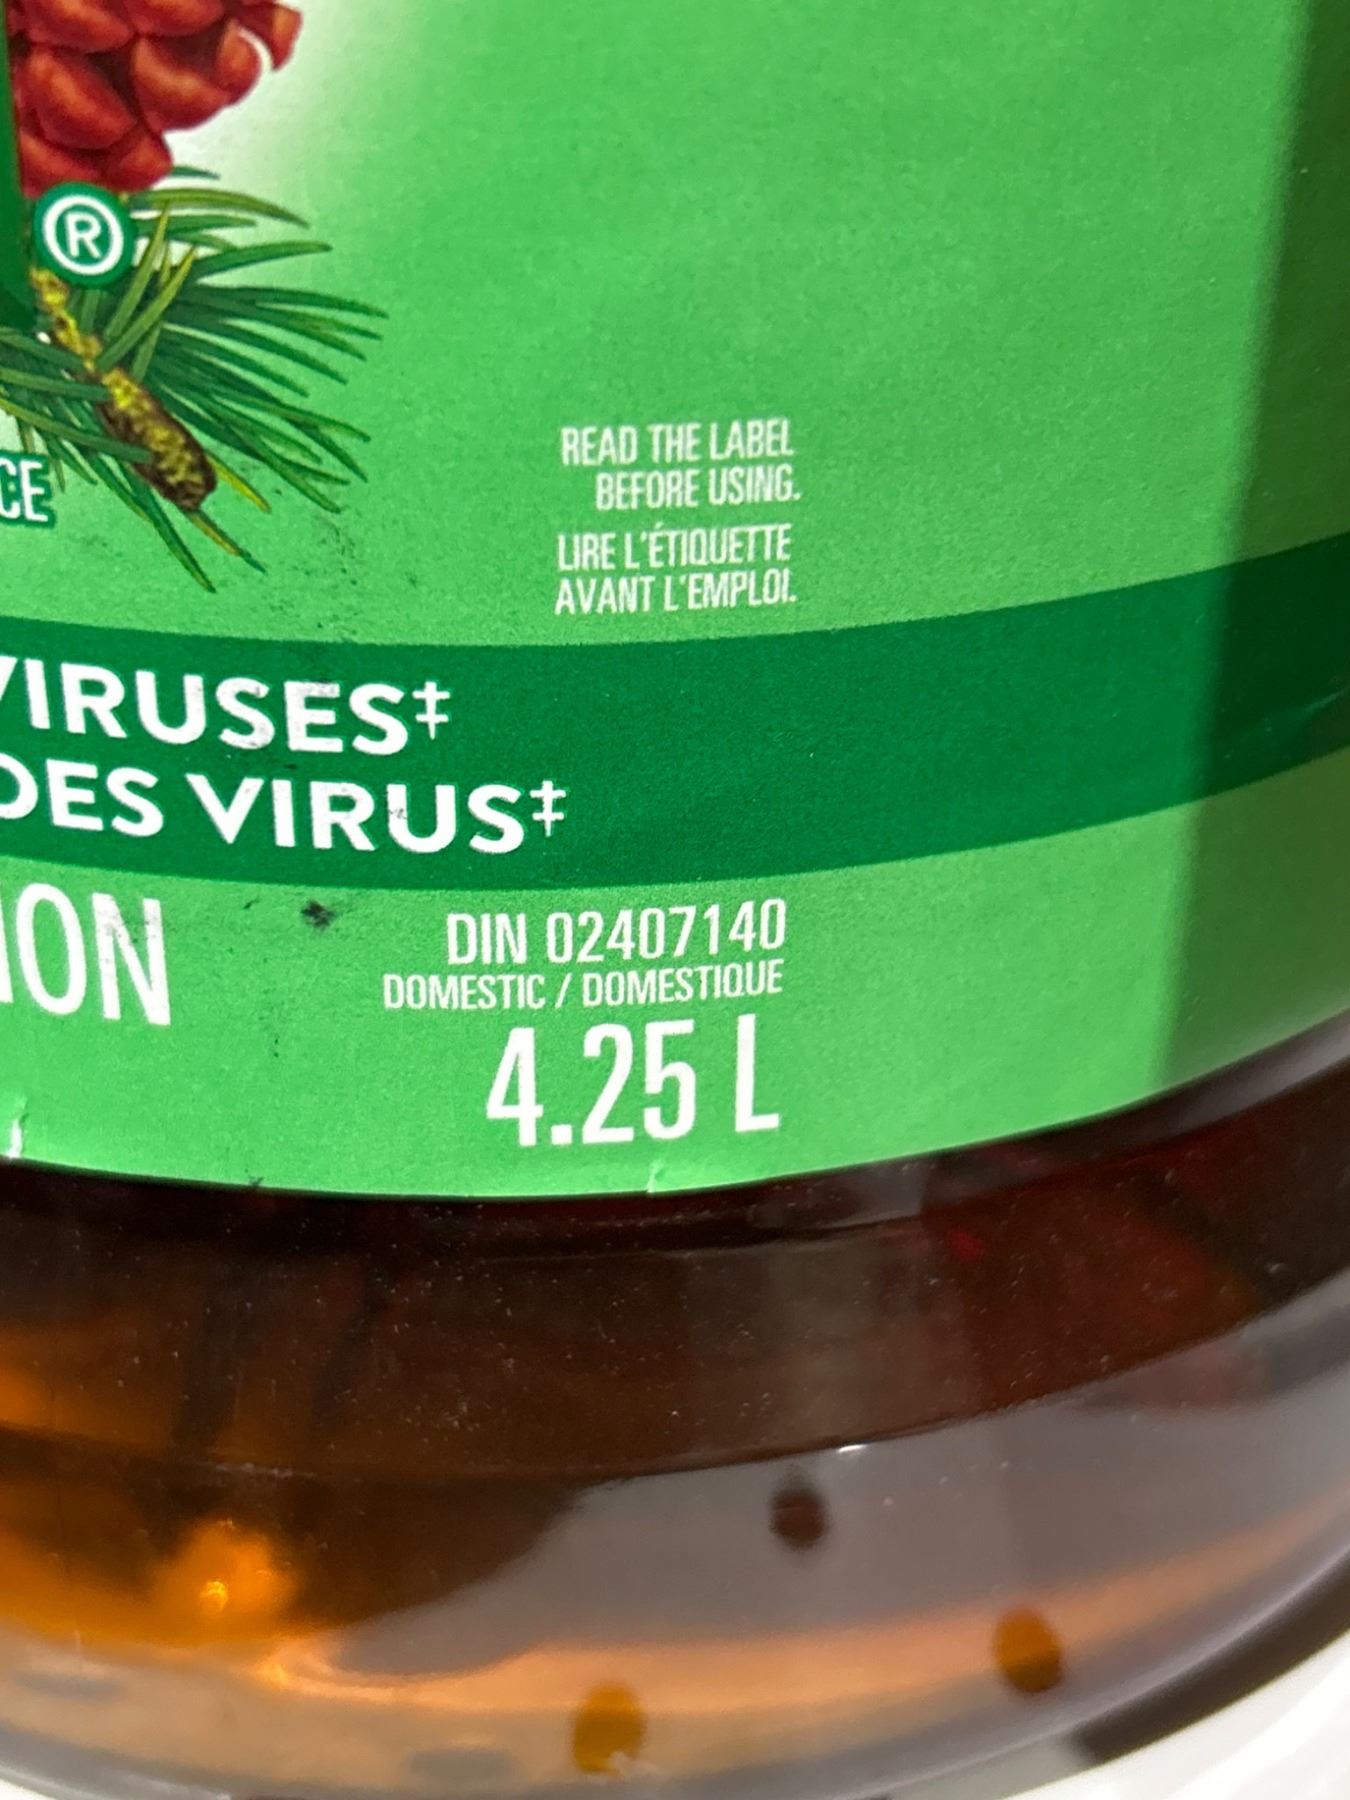 ®
CE
READ THE LABEL
BEFORE USING.
LIRE L'ÉTIQUETTE
AVANT L'EMPLOI.
VIRUSES‡
DES VIRUS‡
ION
DIN 02407140
DOMESTIC / DOMESTIQUE
4.25 L